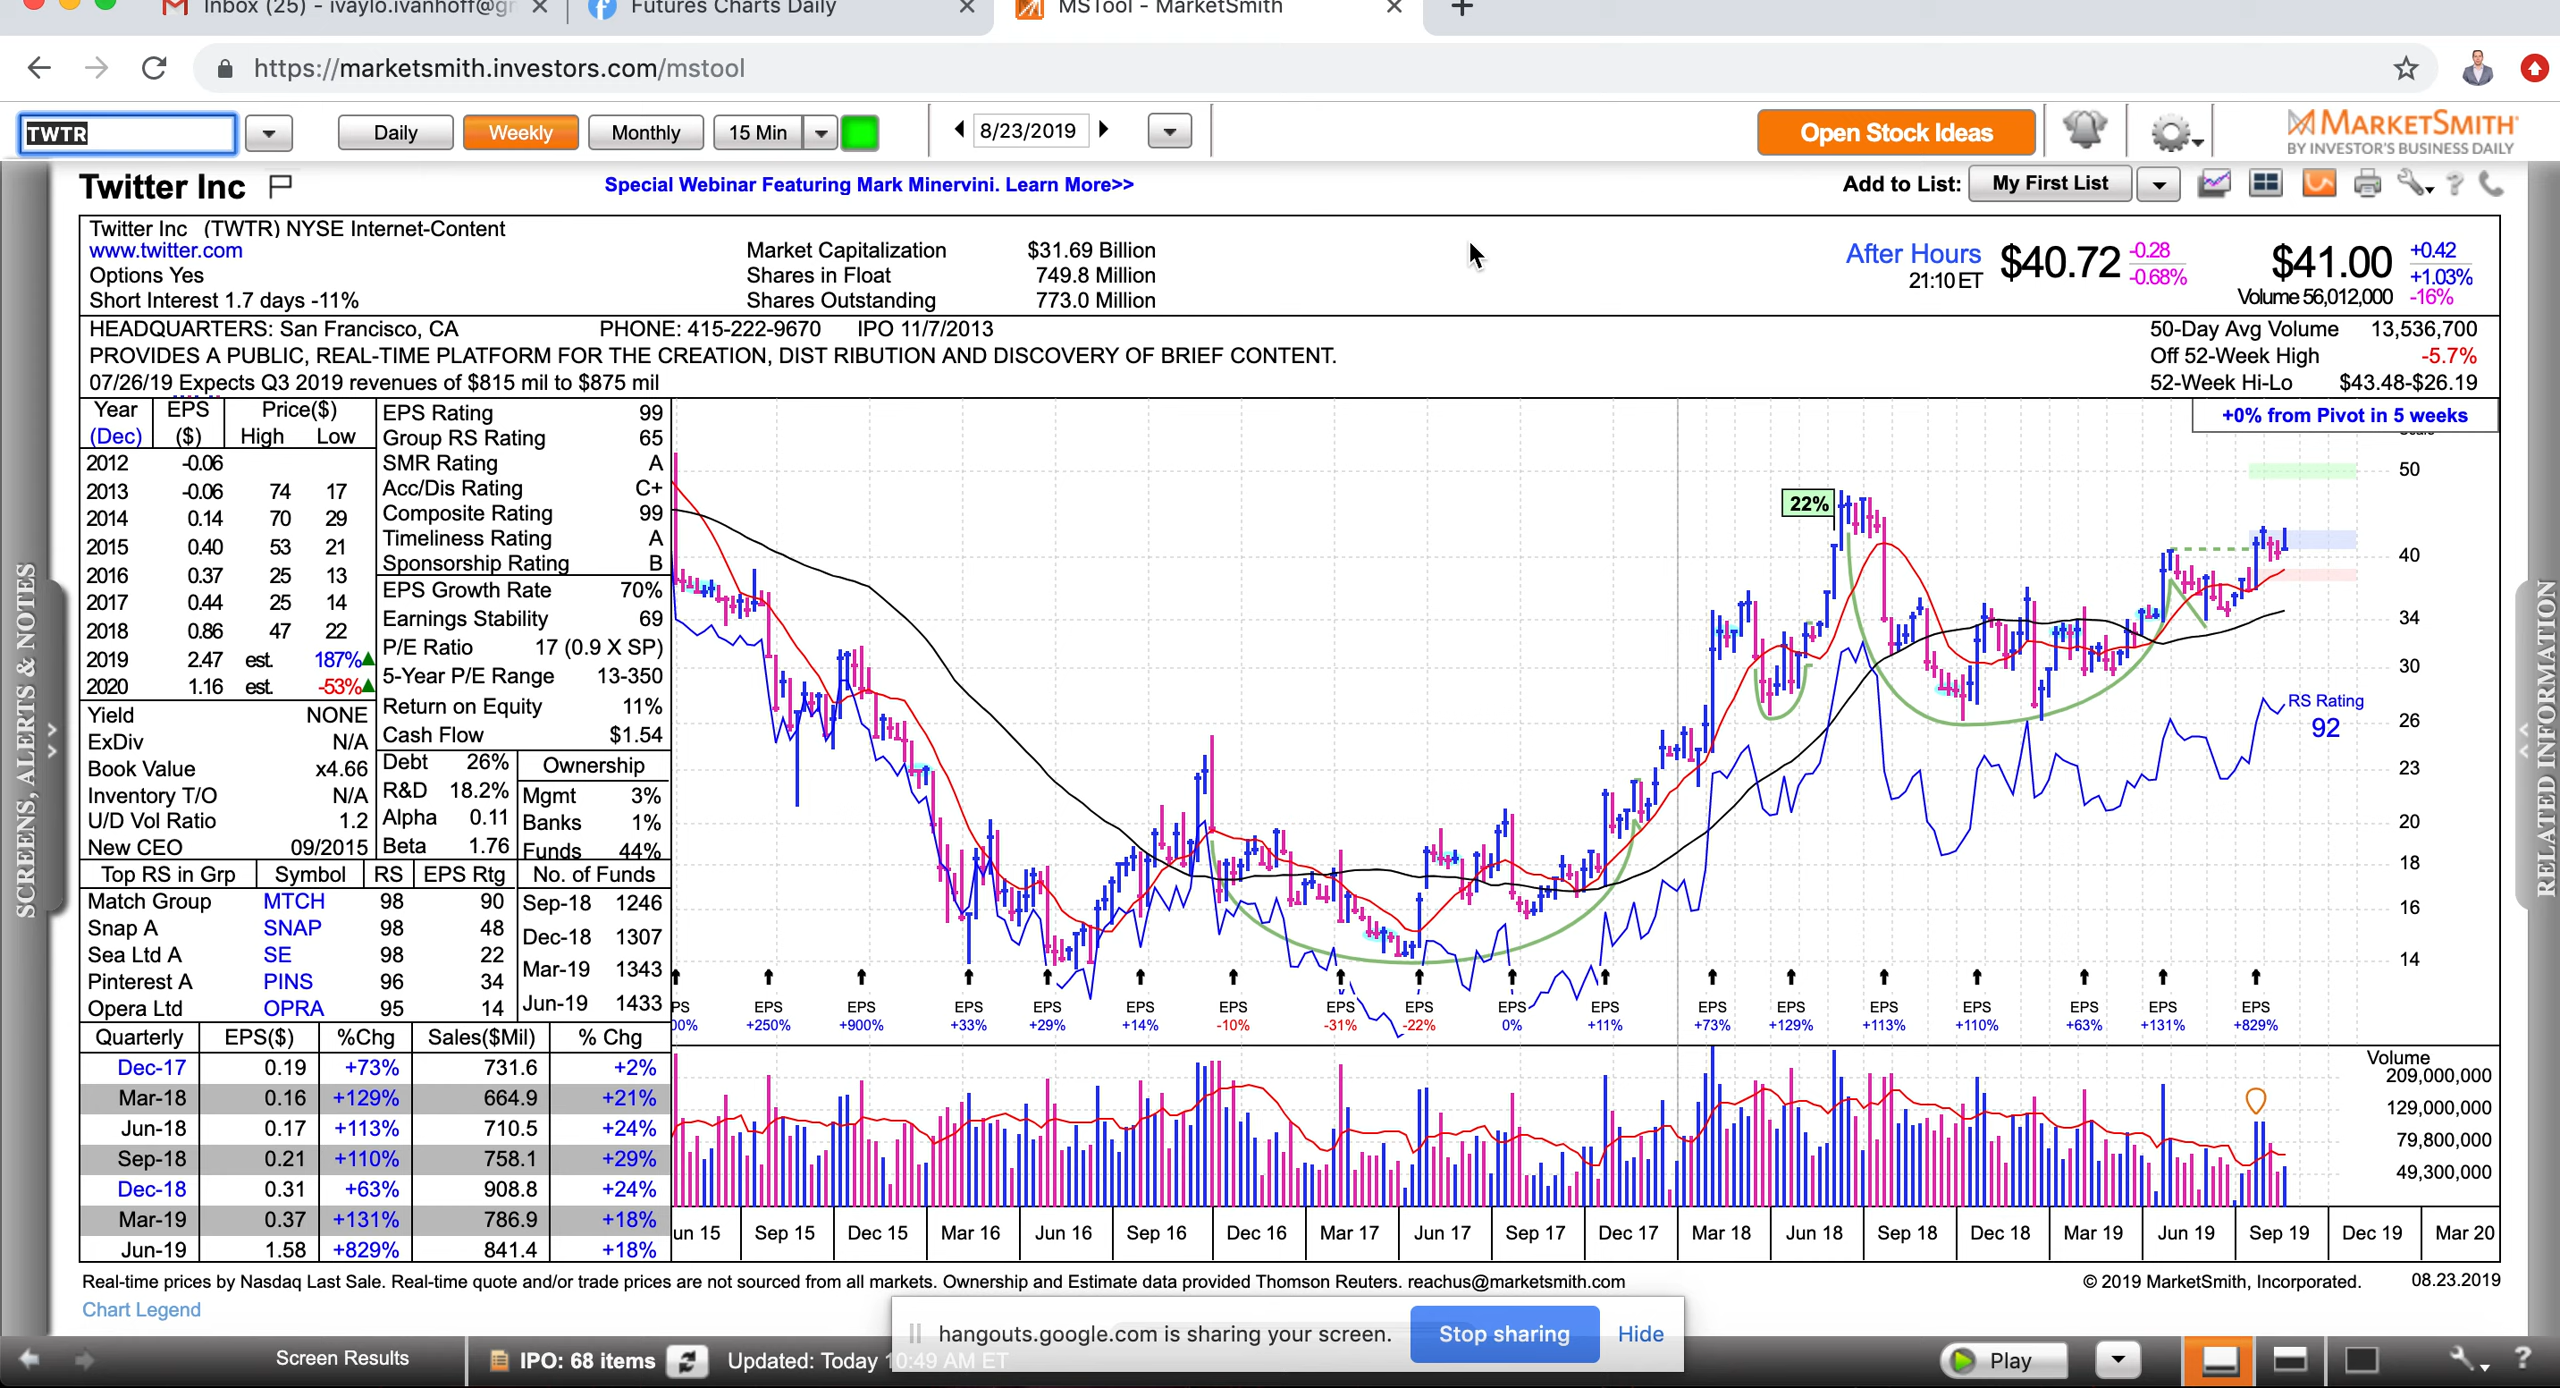 Inbox (25) - ivaylo.ivanhoff@gr
Futures Charts Daily
MSTool - MarketSmith
https://marketsmith.investors.com/mstool
TWTR
Daily
Weekly
Monthly
15 Min
8/23/2019
Open Stock Ideas
MARKETSMITH
BY INVESTOR'S BUSINESS DAILY
Twitter Inc
Special Webinar Featuring Mark Minervini. Learn More>>
Add to List:
My First List
Twitter Inc (TWTR) NYSE Internet-Content
www.twitter.com
Options Yes
Short Interest 1.7 days -11%
Market Capitalization $31.69 Billion
Shares in Float 749.8 Million
Shares Outstanding 773.0 Million
After Hours $40.72 -0.28
21:10 ET -0.68%
$41.00 +0.42
+1.03%
Volume 56,012,000 -16%
HEADQUARTERS: San Francisco, CA PHONE: 415-222-9670 IPO 11/7/2013
PROVIDES A PUBLIC, REAL-TIME PLATFORM FOR THE CREATION, DIST RIBUTION AND DISCOVERY OF BRIEF CONTENT.
07/26/19 Expects Q3 2019 revenues of $815 mil to $875 mil
50-Day Avg Volume 13,536,700
Off 52-Week High -5.7%
52-Week Hi-Lo $43.48-$26.19
Year EPS Price($)
(Dec) ($) High Low
2012 -0.06
2013 -0.06 74 17
2014 0.14 70 29
2015 0.40 53 21
2016 0.37 25 13
2017 0.44 25 14
2018 0.86 47 22
2019 2.47 est. 187%
2020 1.16 est. -53%
Yield NONE
ExDiv N/A
Book Value x4.66
Inventory T/O N/A
U/D Vol Ratio 1.2
New CEO 09/2015
EPS Rating 99
Group RS Rating 65
SMR Rating A
Acc/Dis Rating C+
Composite Rating 99
Timeliness Rating A
Sponsorship Rating B
EPS Growth Rate 70%
Earnings Stability 69
P/E Ratio 17 (0.9 X SP)
5-Year P/E Range 13-350
Return on Equity 11%
Cash Flow $1.54
Debt 26%
R&D 18.2%
Alpha 0.11
Beta 1.76
Ownership
Mgmt 3%
Banks 1%
Funds 44%
Top RS in Grp Symbol RS EPS Rtg
Match Group MTCH 98 90
Snap A SNAP 98 48
Sea Ltd A SE 98 22
Pinterest A PINS 96 34
Opera Ltd OPRA 95 14
No. of Funds
Sep-18 1246
Dec-18 1307
Mar-19 1343
Jun-19 1433
Quarterly EPS($) %Chg Sales($Mil) % Chg
Dec-17 0.19 +73% 731.6 +2%
Mar-18 0.16 +129% 664.9 +21%
Jun-18 0.17 +113% 710.5 +24%
Sep-18 0.21 +110% 758.1 +29%
Dec-18 0.31 +63% 908.8 +24%
Mar-19 0.37 +131% 786.9 +18%
Jun-19 1.58 +829% 841.4 +18%
+0% from Pivot in 5 weeks
22%
50
40
34
30
26
23
20
18
16
14
RS Rating
92
PS EPS EPS EPS EPS EPS EPS EPS EPS EPS EPS EPS EPS EPS EPS EPS EPS EPS
00% +250% +900% +33% +29% +14% -10% -31% -22% 0% +11% +73% +129% +113% +110% +63% +131% +829%
Volume
209,000,000
129,000,000
79,800,000
49,300,000
un 15 Sep 15 Dec 15 Mar 16 Jun 16 Sep 16 Dec 16 Mar 17 Jun 17 Sep 17 Dec 17 Mar 18 Jun 18 Sep 18 Dec 18 Mar 19 Jun 19 Sep 19 Dec 19 Mar 20
Real-time prices by Nasdaq Last Sale. Real-time quote and/or trade prices are not sourced from all markets. Ownership and Estimate data provided Thomson Reuters. reachus@marketsmith.com
© 2019 MarketSmith, Incorporated. 08.23.2019
Chart Legend
SCREENS, ALERTS & NOTES
RELATED INFORMATION
hangouts.google.com is sharing your screen.
Stop sharing
Hide
Screen Results
IPO: 68 items
Updated: Today 10:49 AM ET
Play